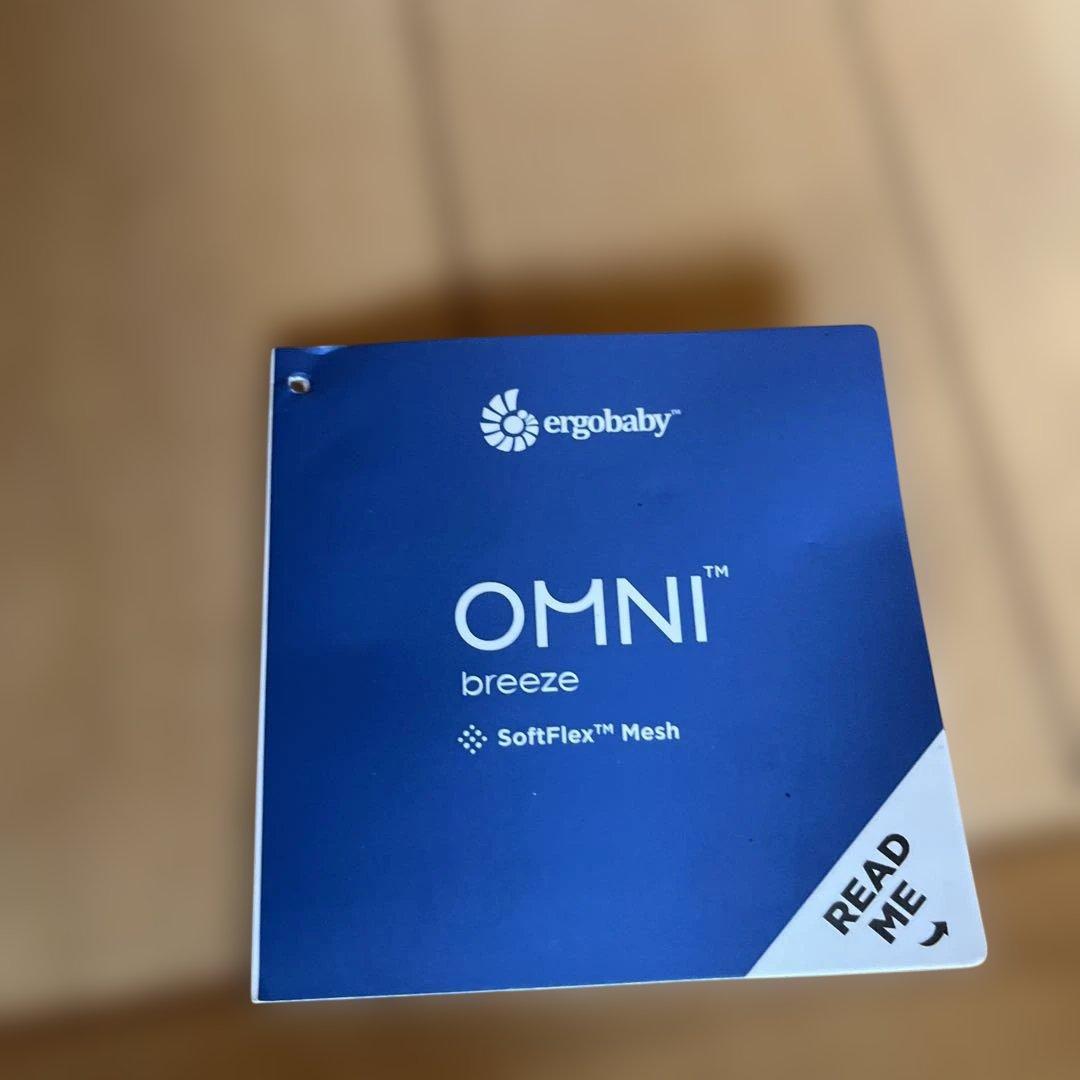 ergobaby™
OMNI™
breeze
SoftFlex™ Mesh
READ
ME